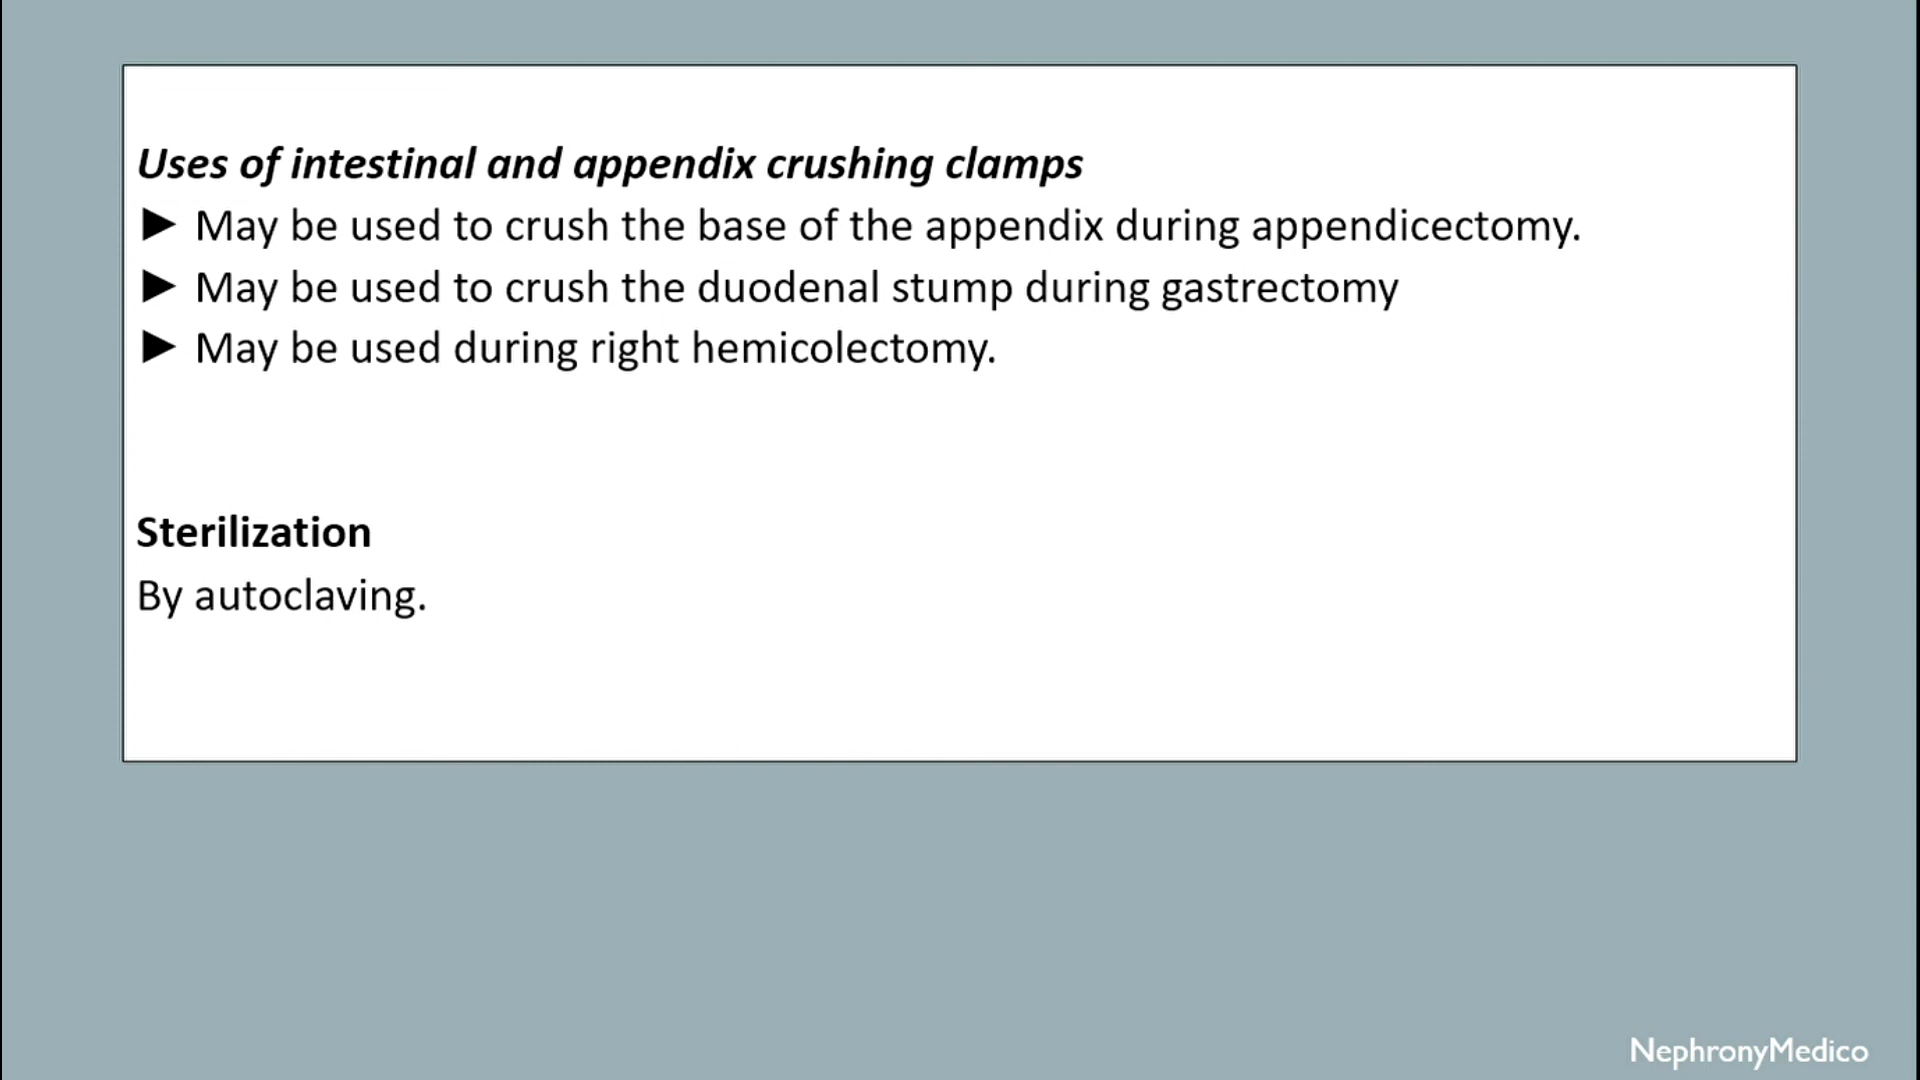 Uses of intestinal and appendix crushing clamps
► May be used to crush the base of the appendix during appendicectomy.
► May be used to crush the duodenal stump during gastrectomy
► May be used during right hemicolectomy.
Sterilization
By autoclaving.
NephronyMedico